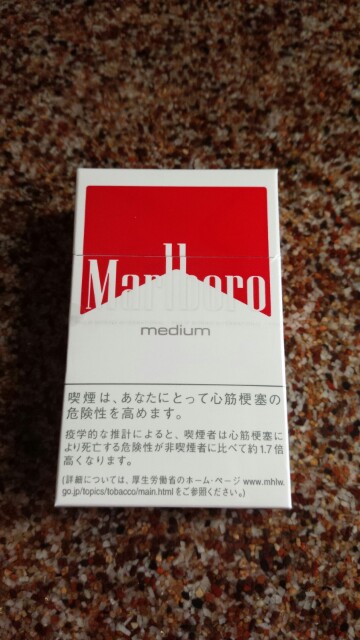 Marlboro
medium
喫煙は、あなたにとって心筋梗塞の
危険性を高めます。
疫学的な推計によると、喫煙者は心筋梗塞に
より死亡する危険性が非喫煙者に比べて約1.7倍
高くなります。
(詳細については、厚生労働省のホーム・ページ www.mhlw.
go.jp/topics/tobacco/main.html をご参照ください。)